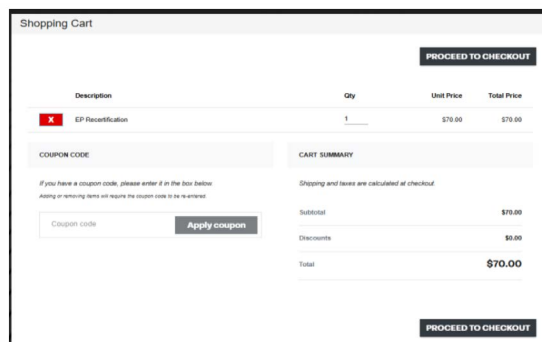 Shopping Cart
PROCEED TO CHECKOUT
Description Qty Unit Price Total Price
X EP Recertification 1 $70.00 $70.00
COUPON CODE
If you have a coupon code, please enter it in the box below
Adding or removing items will require the coupon code to be re-entered.
Coupon code Apply coupon
CART SUMMARY
Shipping and taxes are calculated at checkout
Subtotal $70.00
Discounts $0.00
Total $70.00
PROCEED TO CHECKOUT